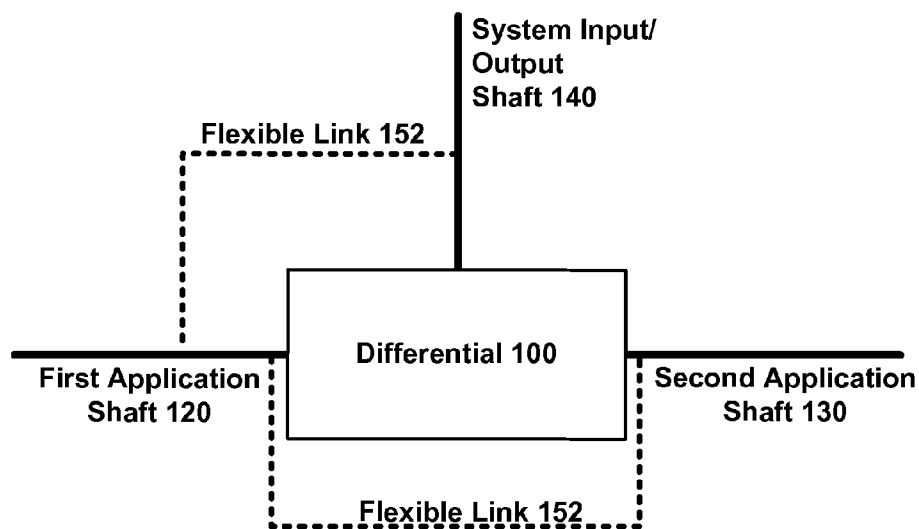 System Input/
Output
Shaft 140
Flexible Link 152
Differential 100
First Application
Shaft 120
Second Application
Shaft 130
Flexible Link 152